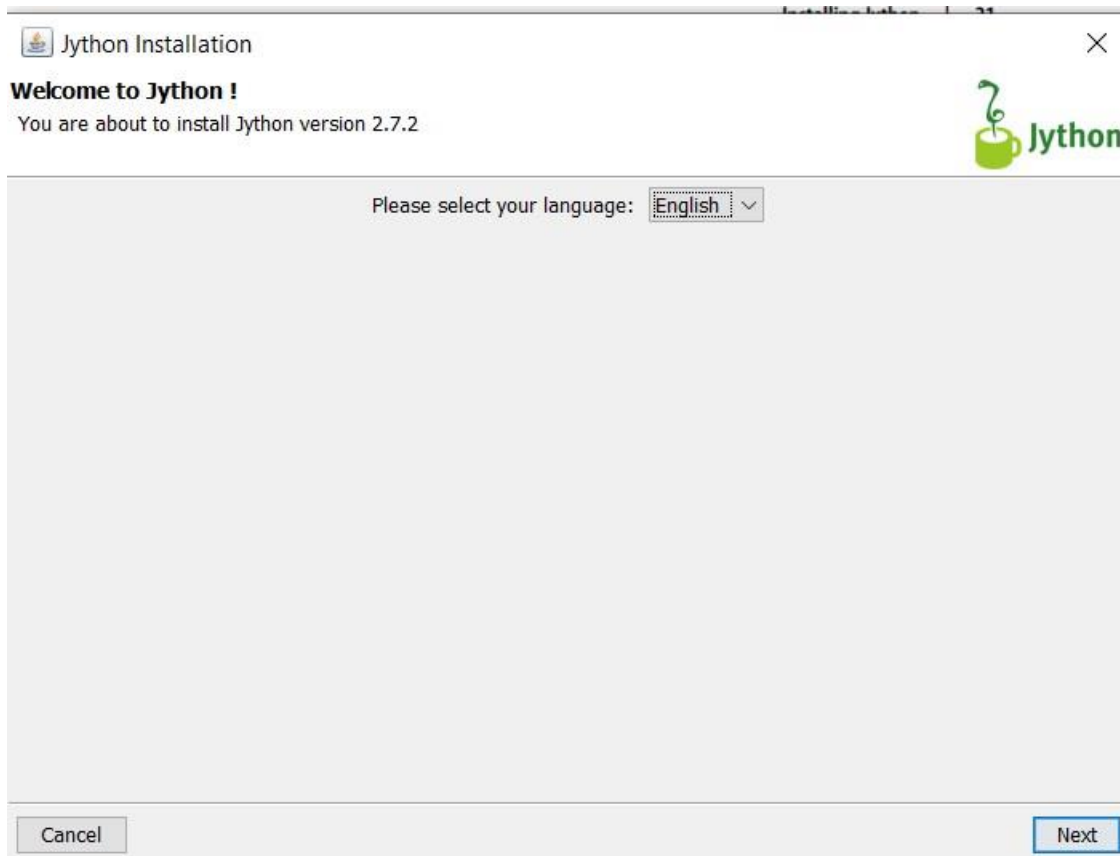 Jython Installation
Welcome to Jython !
You are about to install Jython version 2.7.2
Jython
Please select your language: English
Cancel
Next